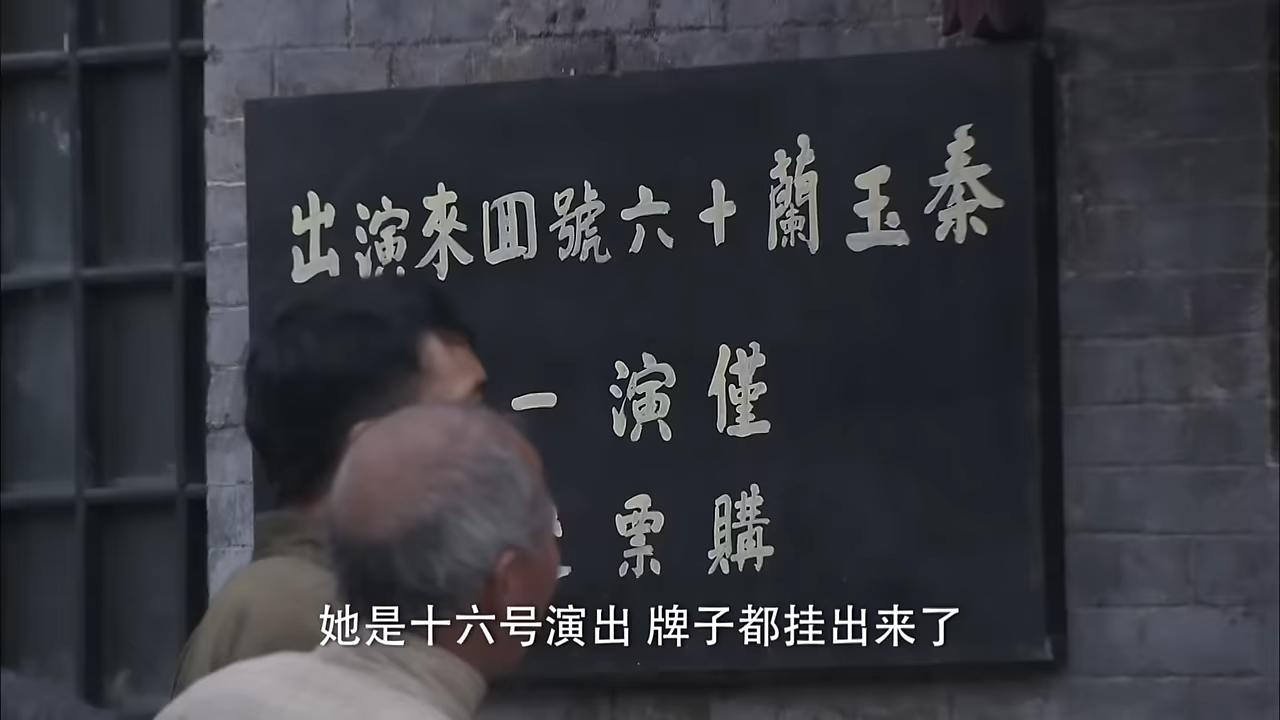 秦玉蘭十六號囬來演出
僅演一
購票
她是十六号演出 牌子都挂出来了